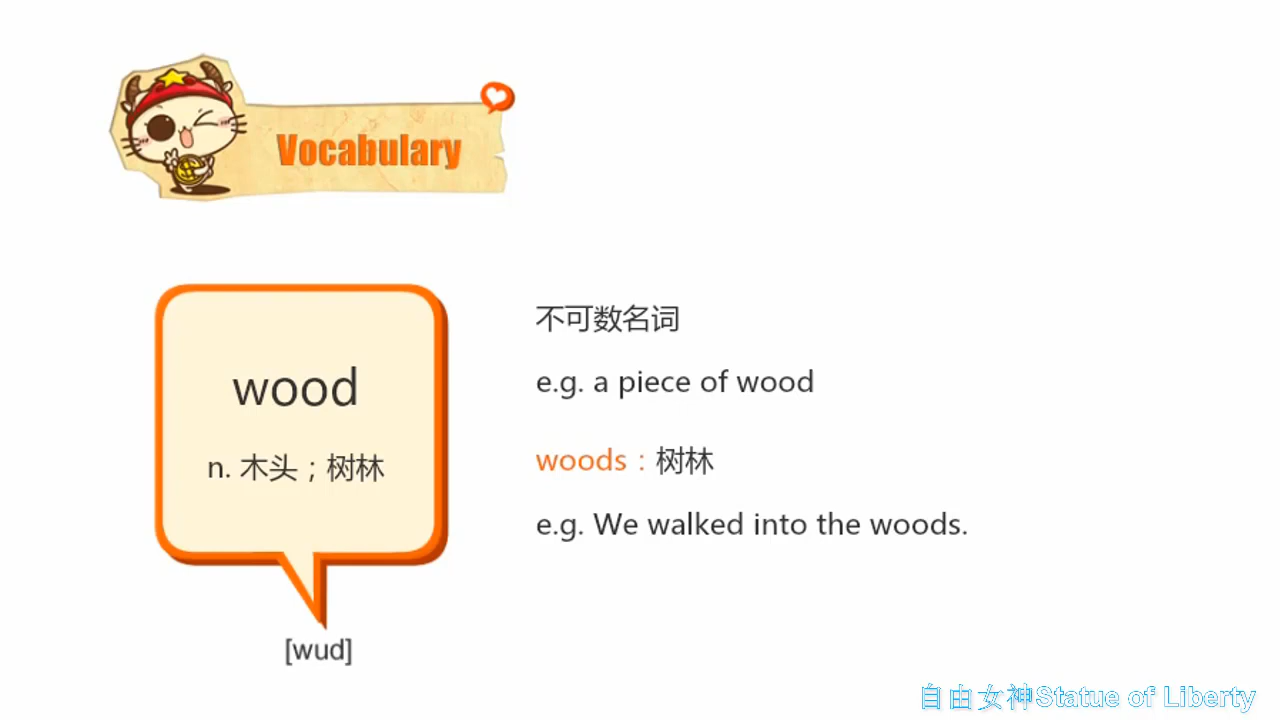 Vocabulary
wood
n. 木头；树林
[wud]
不可数名词
e.g. a piece of wood
woods：树林
e.g. We walked into the woods.
自由女神Statue of Liberty